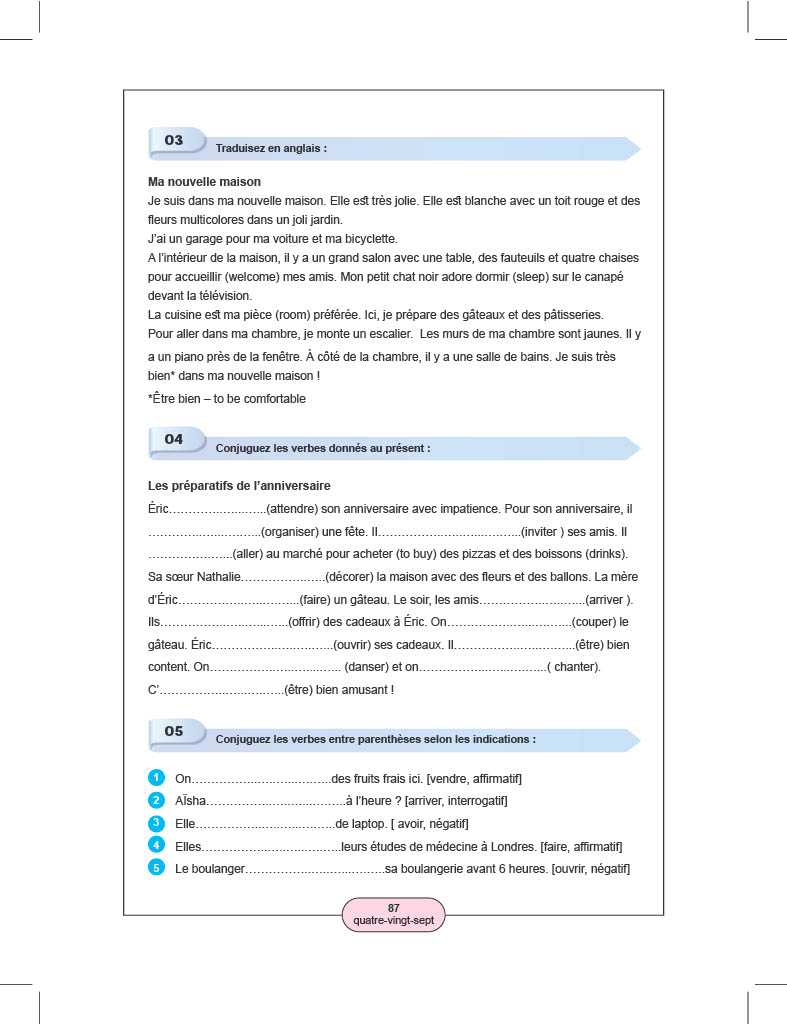 03
Traduisez en anglais :
Ma nouvelle maison
Je suis dans ma nouvelle maison. Elle est très jolie. Elle est blanche avec un toit rouge et des
fleurs multicolores dans un joli jardin.
J'ai un garage pour ma voiture et ma bicyclette.
A l'intérieur de la maison, il y a un grand salon avec une table, des fauteuils et quatre chaises
pour accueillir (welcome) mes amis. Mon petit chat noir adore dormir (sleep) sur le canapé
devant la télévision.
La cuisine est ma pièce (room) préférée. Ici, je prépare des gâteaux et des pâtisseries.
Pour aller dans ma chambre, je monte un escalier. Les murs de ma chambre sont jaunes. Il y
a un piano près de la fenêtre. À côté de la chambre, il y a une salle de bains. Je suis très
bien* dans ma nouvelle maison !
*Être bien – to be comfortable
04
Conjuguez les verbes donnés au présent :
Les préparatifs de l'anniversaire
Éric…………………….(attendre) son anniversaire avec impatience. Pour son anniversaire, il
…………………………(organiser) une fête. Il………………………………(inviter ) ses amis. Il
…………………..(aller) au marché pour acheter (to buy) des pizzas et des boissons (drinks).
Sa sœur Nathalie…………………..(décorer) la maison avec des fleurs et des ballons. La mère
d'Éric…………………………..(faire) un gâteau. Le soir, les amis………………………..(arriver ).
Ils…………………………….(offrir) des cadeaux à Éric. On…………………………….(couper) le
gâteau. Éric…………………………..(ouvrir) ses cadeaux. Il…………………………..(être) bien
content. On……………………………… (danser) et on……………………………..( chanter).
C'…………………………….(être) bien amusant !
05
Conjuguez les verbes entre parenthèses selon les indications :
1 On………………………………..des fruits frais ici. [vendre, affirmatif]
2 AÏsha………………………………..à l'heure ? [arriver, interrogatif]
3 Elle………………………………..de laptop. [ avoir, négatif]
4 Elles………………………………..leurs études de médecine à Londres. [faire, affirmatif]
5 Le boulanger………………………………..sa boulangerie avant 6 heures. [ouvrir, négatif]
87
quatre-vingt-sept